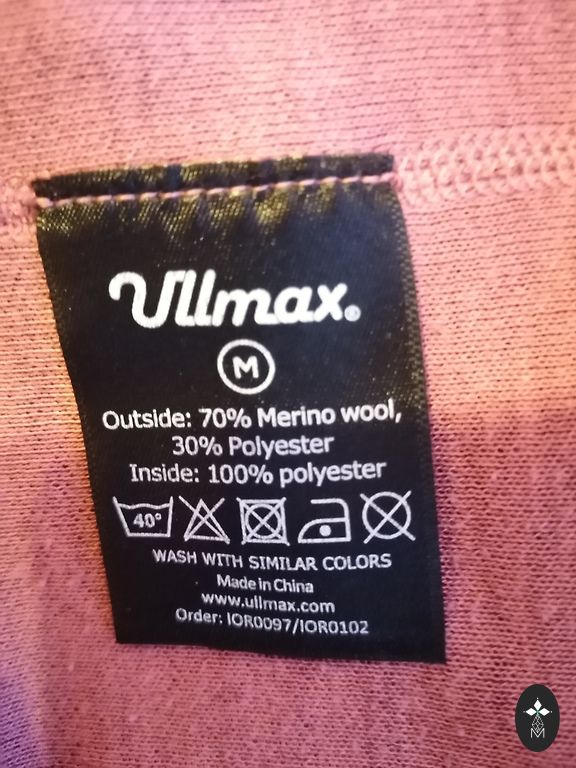 Ullmax®
M
Outside: 70% Merino wool,
30% Polyester
Inside: 100% polyester
40°
WASH WITH SIMILAR COLORS
Made in China
www.ullmax.com
Order: IOR0097/IOR0102
M